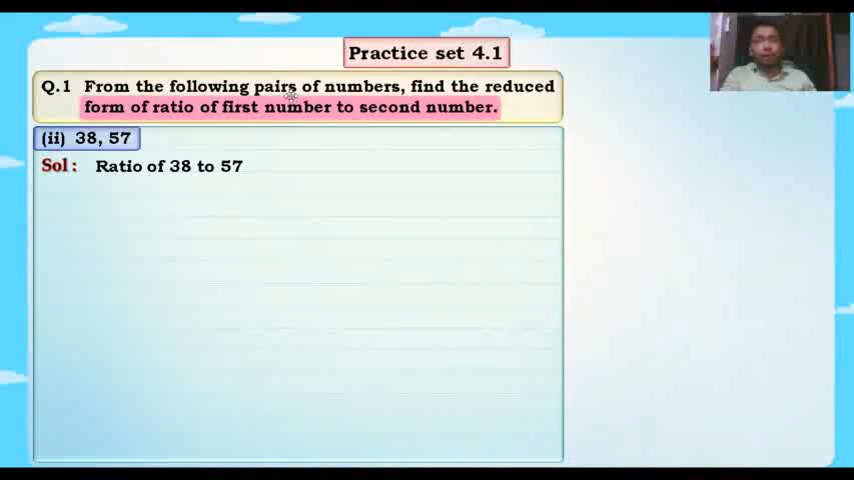 Practice set 4.1
Q.1 From the following pairs of numbers, find the reduced
form of ratio of first number to second number.
(ii) 38, 57
Sol : Ratio of 38 to 57